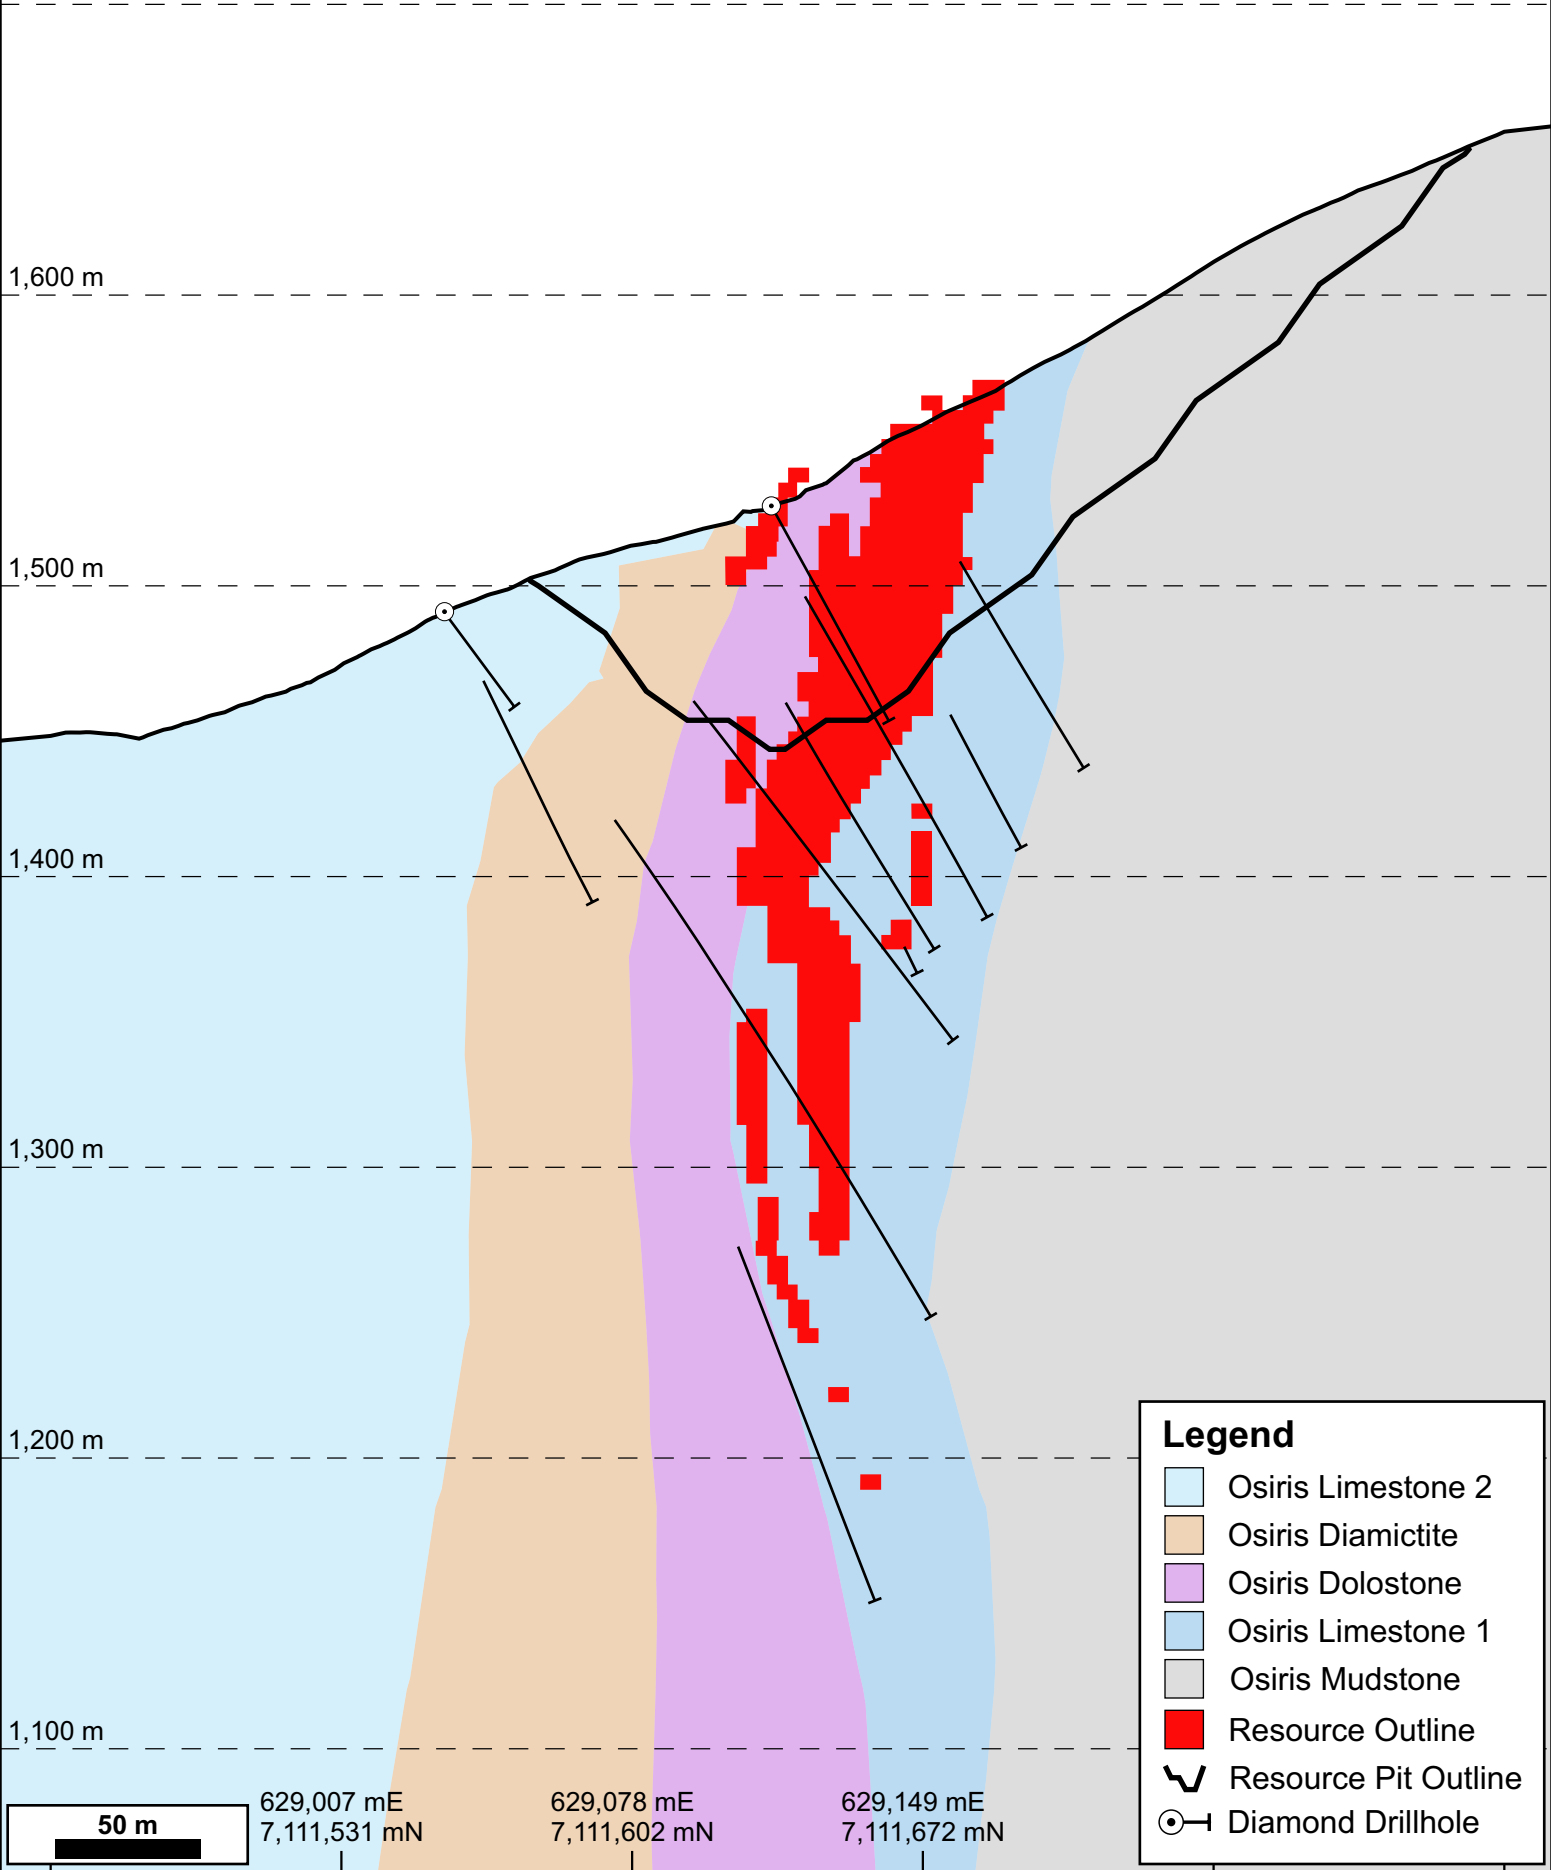 1,600 m
1,500 m
1,400 m
1,300 m
1,200 m
1,100 m
629,007 mE
7,111,531 mN
629,078 mE
7,111,602 mN
629,149 mE
7,111,672 mN
50 m
Legend
Osiris Limestone 2
Osiris Diamictite
Osiris Dolostone
Osiris Limestone 1
Osiris Mudstone
Resource Outline
Resource Pit Outline
Diamond Drillhole